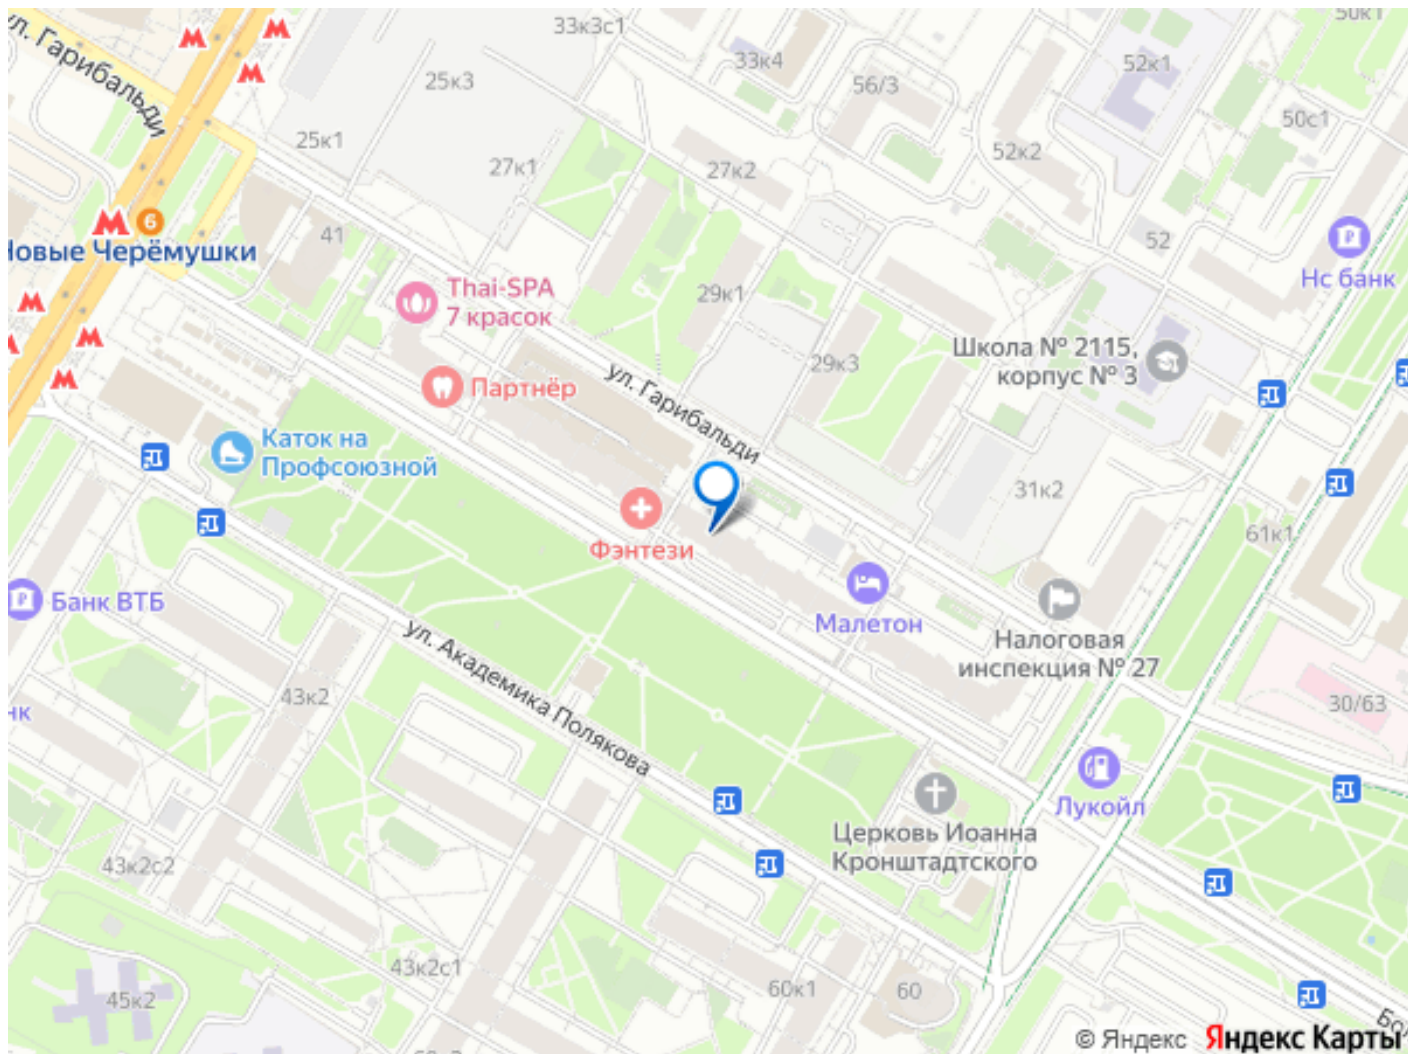 ул. Гарибальди
33к3с1
50к1
33к4
52к1
25к3
56/3
50с1
25к1
52к2
27к1
27к2
6
Новые Черёмушки
41
52
Нс банк
Thai-SPA
7 красок
29к1
Школа № 2115,
корпус № 3
29к3
ул. Гарибальди
Партнёр
Каток на
Профсоюзной
31к2
Фэнтези
61к1
Банк ВТБ
Малетон
Налоговая
инспекция № 27
ул. Академика Полякова
43к2
30/63
нк
Лукойл
Церковь Иоанна
Кронштадтского
43к2с2
43к2с1
45к2
60к1
60
© Яндекс Яндекс Карты